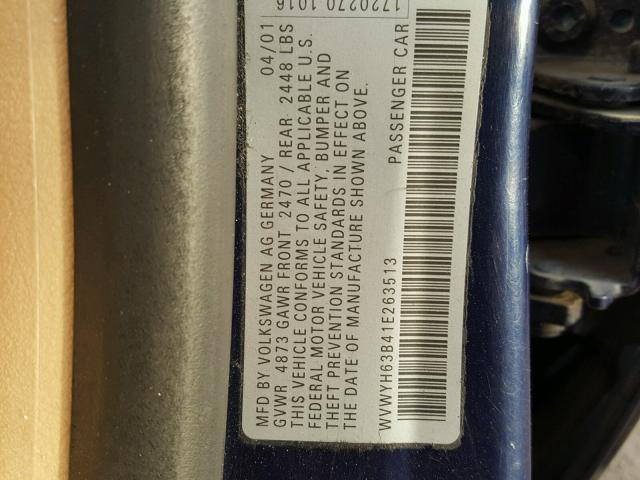 MFD BY VOLKSWAGEN AG GERMANY 04/01
GVWR 4873 GAWR FRONT 2470 / REAR 2448 LBS
THIS VEHICLE CONFORMS TO ALL APPLICABLE U.S.
FEDERAL MOTOR VEHICLE SAFETY, BUMPER AND
THEFT PREVENTION STANDARDS IN EFFECT ON
THE DATE OF MANUFACTURE SHOWN ABOVE.
WVWYH63B41E263513 PASSENGER CAR